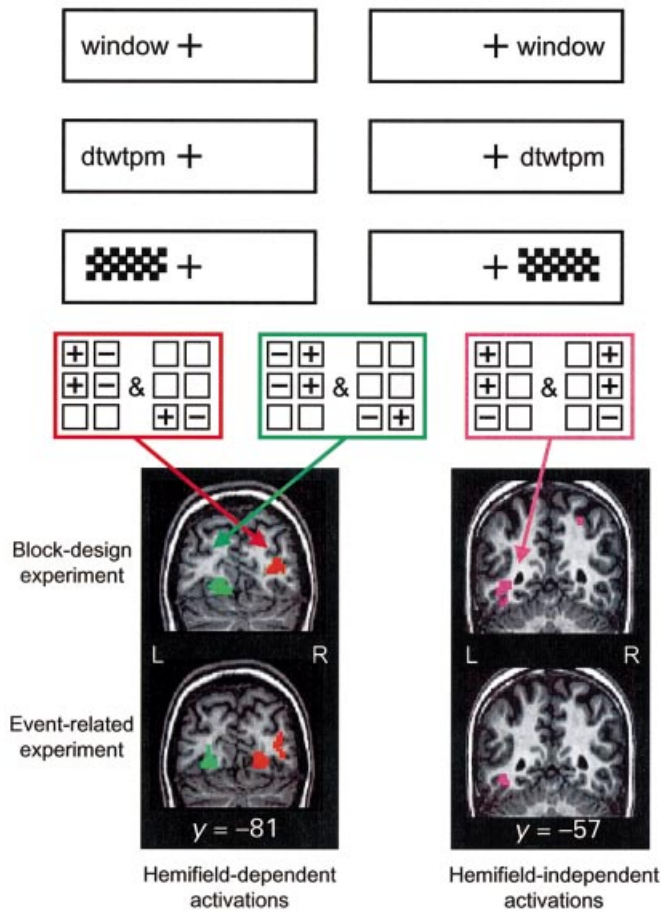 window +
+ window
dtwtpm +
+ dtwtpm
+
+
+ −
+ − &
+ −
− +
− + &
− +
+ +
+ & +
− −
Block-design
experiment
L R
L R
Event-related
experiment
y = −81
y = −57
Hemifield-dependent
activations
Hemifield-independent
activations